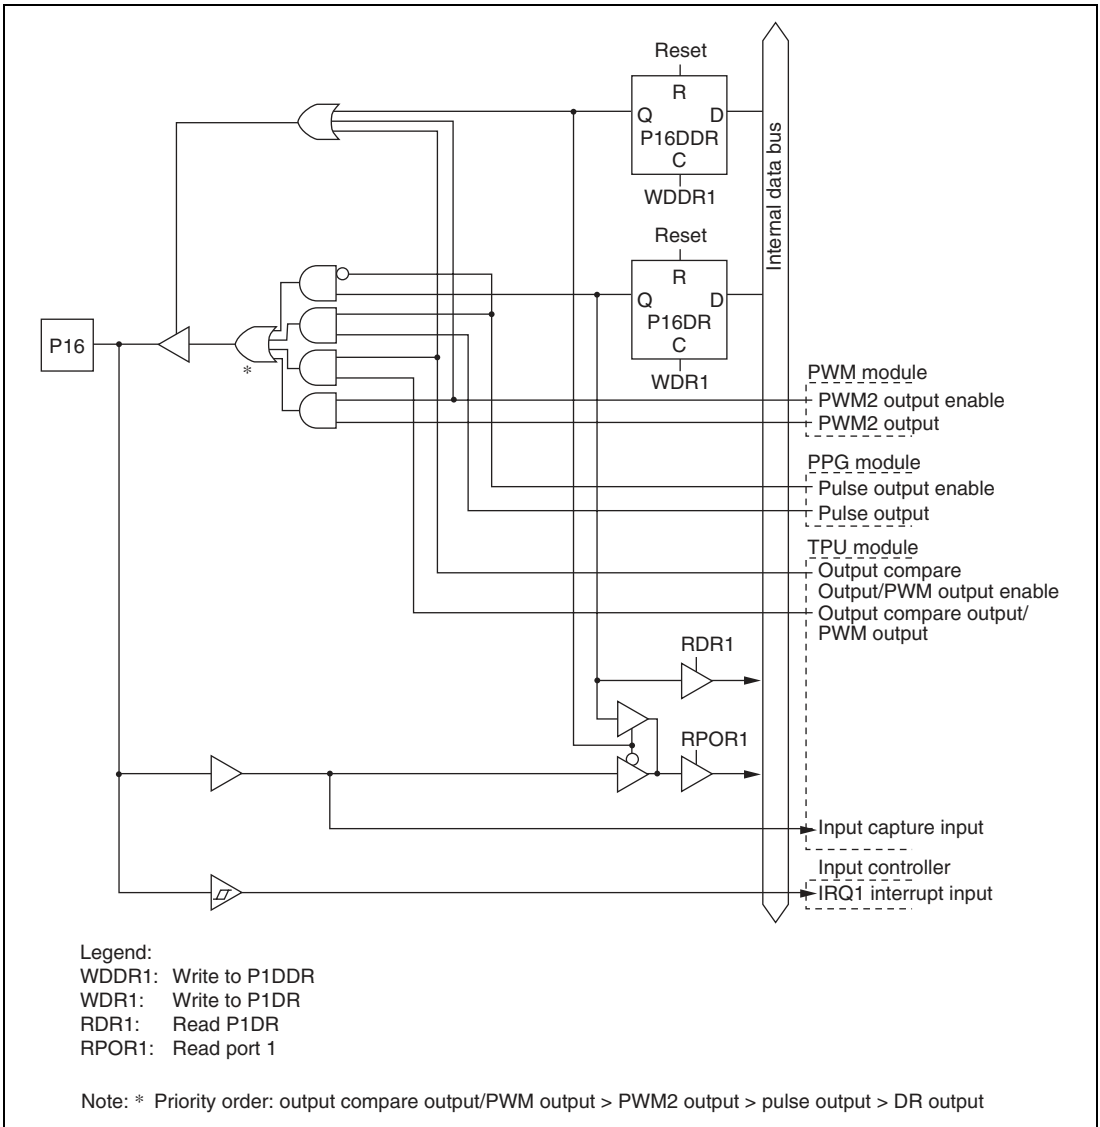 Reset
R
Q D
P16DDR
C
WDDR1
Internal data bus
Reset
R
Q D
P16DR
C
WDR1
P16
*
PWM module
PWM2 output enable
PWM2 output
PPG module
Pulse output enable
Pulse output
TPU module
Output compare
Output/PWM output enable
Output compare output/
PWM output
RDR1
RPOR1
Input capture input
Input controller
IRQ1 interrupt input
Legend:
WDDR1: Write to P1DDR
WDR1: Write to P1DR
RDR1: Read P1DR
RPOR1: Read port 1
Note: * Priority order: output compare output/PWM output > PWM2 output > pulse output > DR output